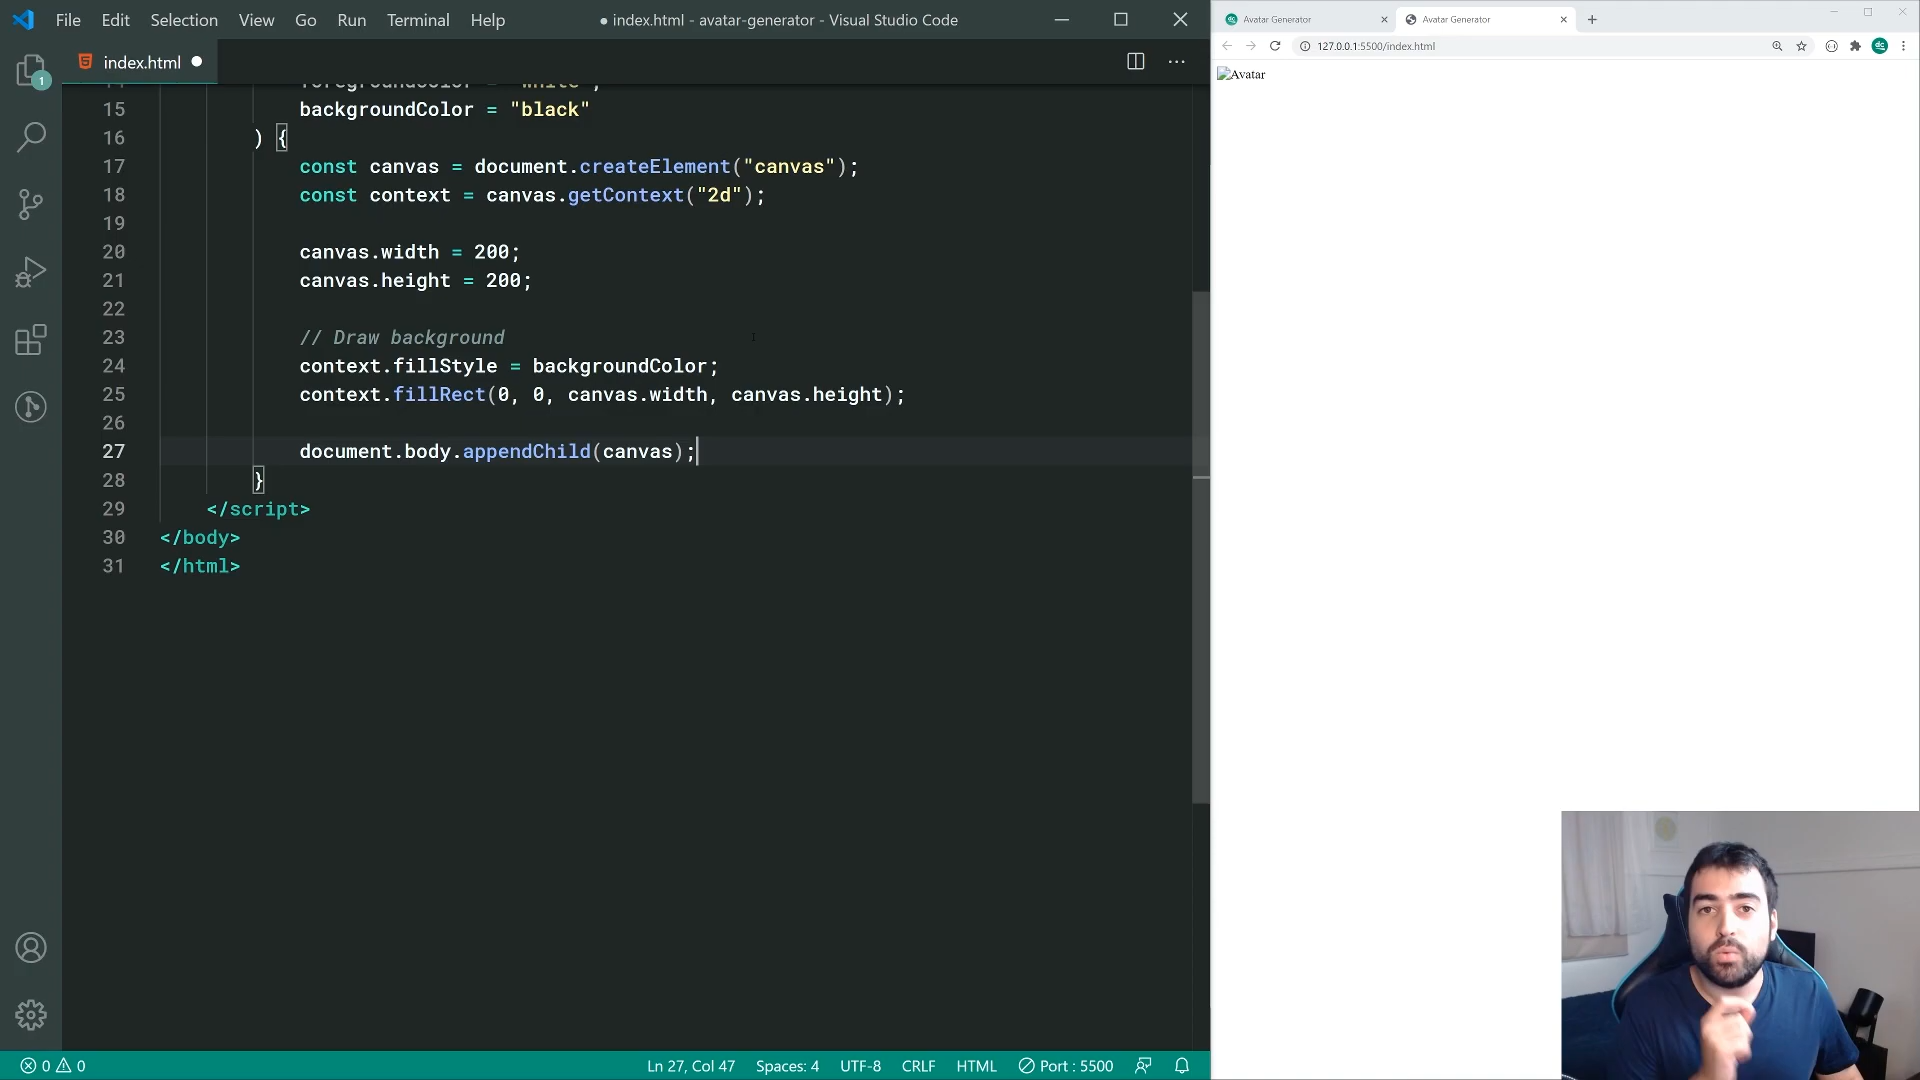 File Edit Selection View Go Run Terminal Help
● index.html - avatar-generator - Visual Studio Code
1
index.html
15 backgroundColor = "black"
16 ) {
17 const canvas = document.createElement("canvas");
18 const context = canvas.getContext("2d");
19
20 canvas.width = 200;
21 canvas.height = 200;
22
23 // Draw background
24 context.fillStyle = backgroundColor;
25 context.fillRect(0, 0, canvas.width, canvas.height);
26
27 document.body.appendChild(canvas);
28 }
29 </script>
30 </body>
31 </html>
0 0
Ln 27, Col 47 Spaces: 4 UTF-8 CRLF HTML Port : 5500
Avatar Generator Avatar Generator
127.0.0.1:5500/index.html
Avatar